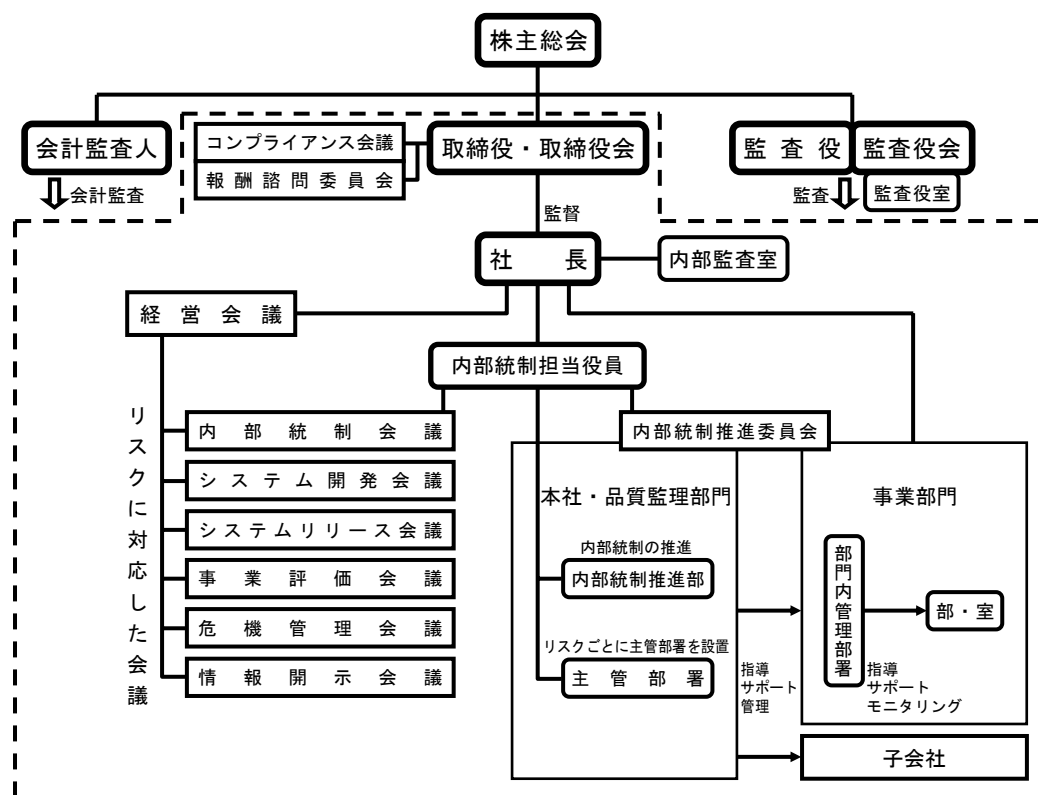 株主総会
会計監査人
コンプライアンス会議
報酬諮問委員会
取締役・取締役会
監査役
監査役会
監査役室
会計監査
監査
監督
社長
内部監査室
経営会議
内部統制担当役員
リスクに対応した会議
内部統制会議
システム開発会議
システムリリース会議
事業評価会議
危機管理会議
情報開示会議
内部統制推進委員会
本社・品質監理部門
内部統制の推進
内部統制推進部
リスクごとに主管部署を設置
主管部署
指導
サポート
管理
事業部門
部門内管理部署
部・室
指導
サポート
モニタリング
子会社